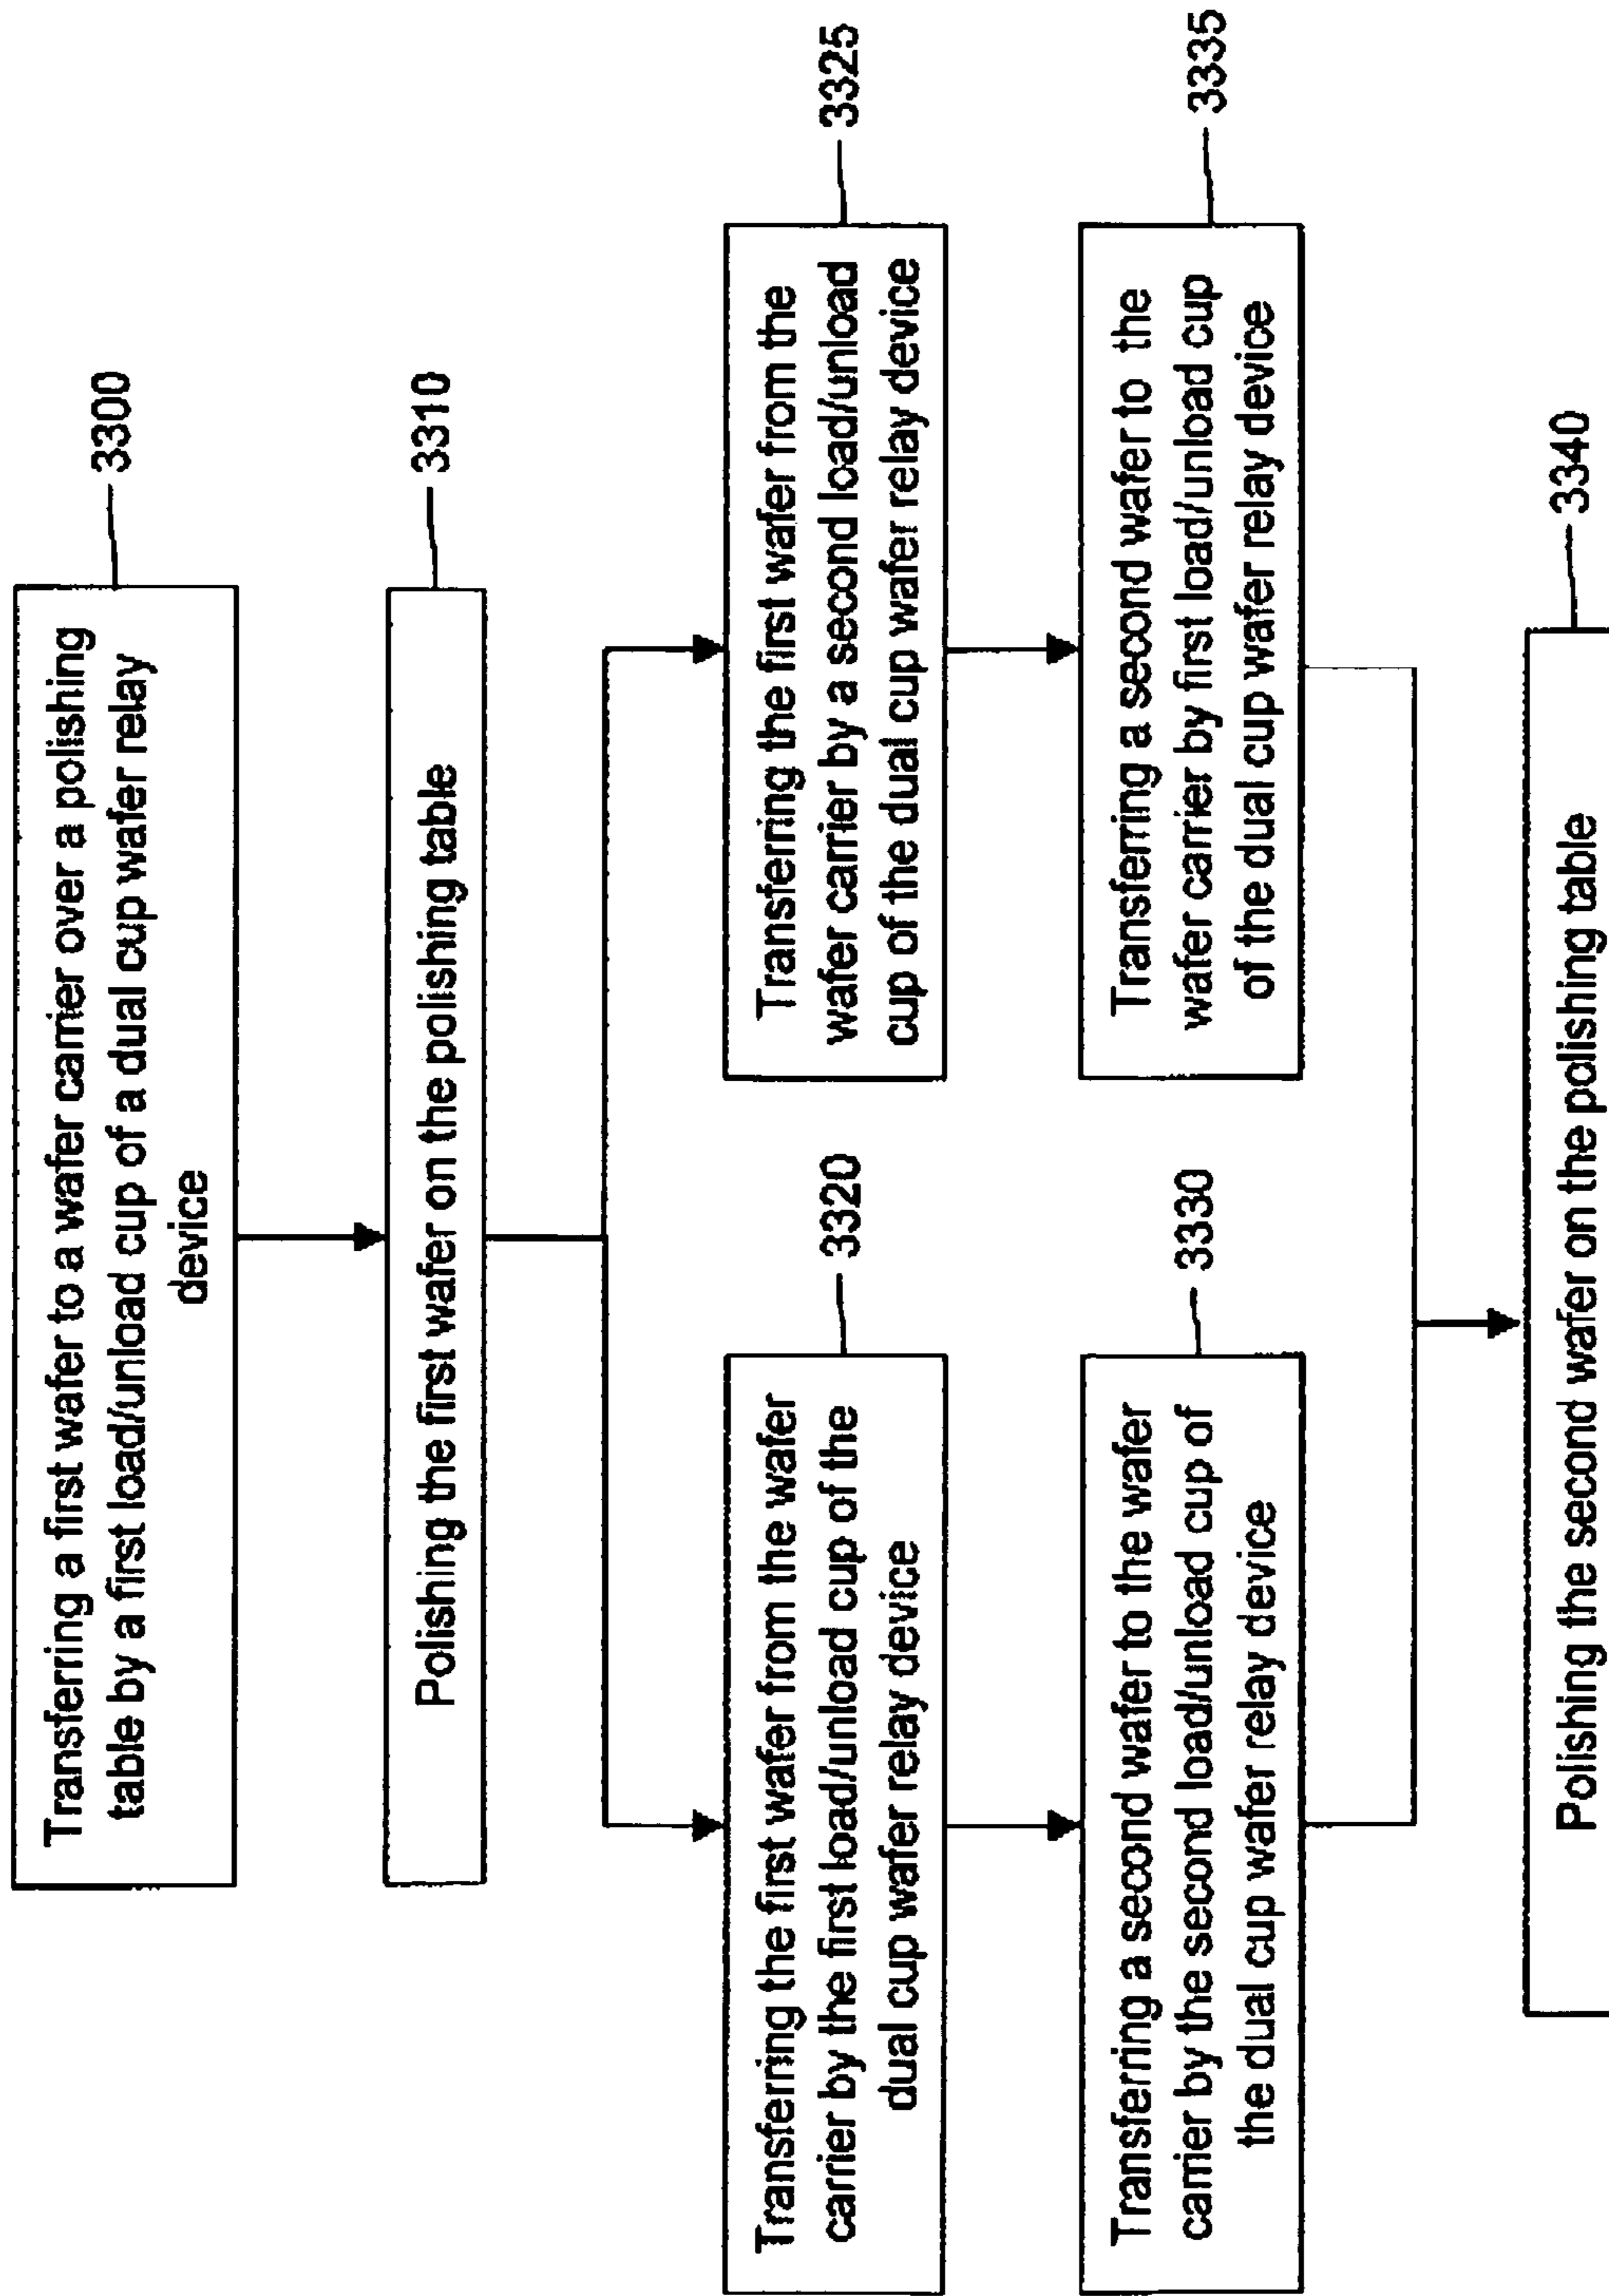 Transferring a first wafer to a wafer carrier over a polishing
table by a first load/unload cup of a dual cup wafer relay
device
3300
Polishing the first wafer on the polishing table
3310
Transferring the first wafer from the wafer
carrier by the first load/unload cup of the
dual cup wafer relay device
3320
Transferring the first wafer from the
wafer carrier by a second load/unload
cup of the dual cup wafer relay device
3325
Transferring a second wafer to the wafer
carrier by the second load/unload cup of
the dual cup wafer relay device
3330
Transferring a second wafer to the
wafer carrier by first load/unload cup
of the dual cup wafer relay device
3335
Polishing the second wafer on the polishing table
3340